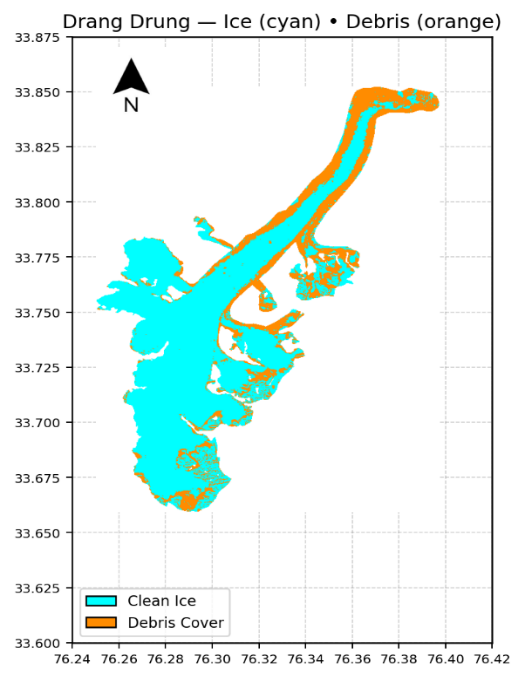 Drang Drung — Ice (cyan) • Debris (orange)
33.875
N
33.850
33.825
33.800
33.775
33.750
33.725
33.700
33.675
33.650
33.625
33.600
Clean Ice
Debris Cover
76.24 76.26 76.28 76.30 76.32 76.34 76.36 76.38 76.40 76.42